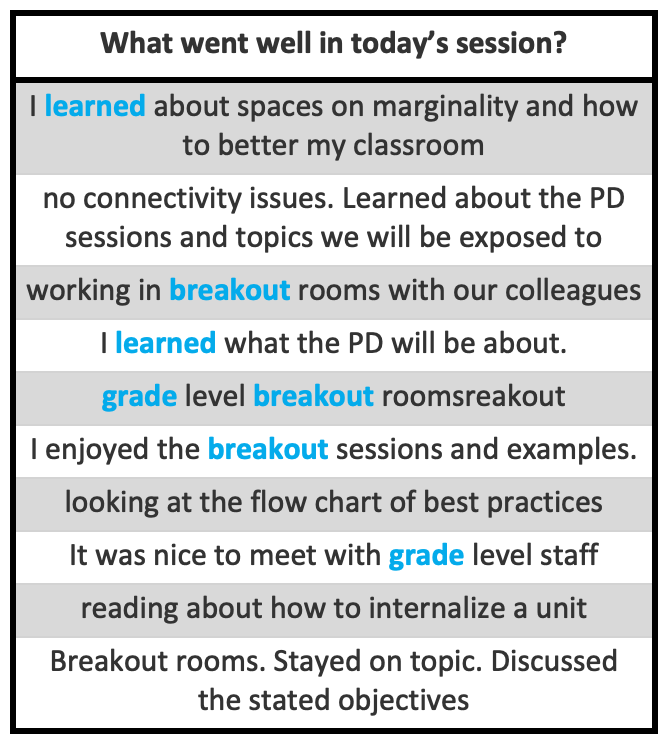 What went well in today’s session?
I learned about spaces on marginality and how
to better my classroom
no connectivity issues. Learned about the PD
sessions and topics we will be exposed to
working in breakout rooms with our colleagues
I learned what the PD will be about.
grade level breakout roomsreakout
I enjoyed the breakout sessions and examples.
looking at the flow chart of best practices
It was nice to meet with grade level staff
reading about how to internalize a unit
Breakout rooms. Stayed on topic. Discussed
the stated objectives